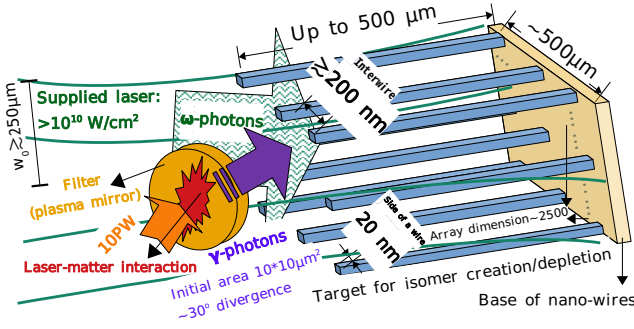 Up to 500 μm
~500μm
Interwire
≳200 nm
Supplied laser:
>10¹⁰ W/cm²
w₀≳250μm
ω-photons
Filter
(plasma mirror)
10PW
Laser-matter interaction
γ-photons
Initial area 10*10μm²
~30° divergence
Side of a wire
20 nm
Array dimension~2500
Target for isomer creation/depletion
Base of nano-wires